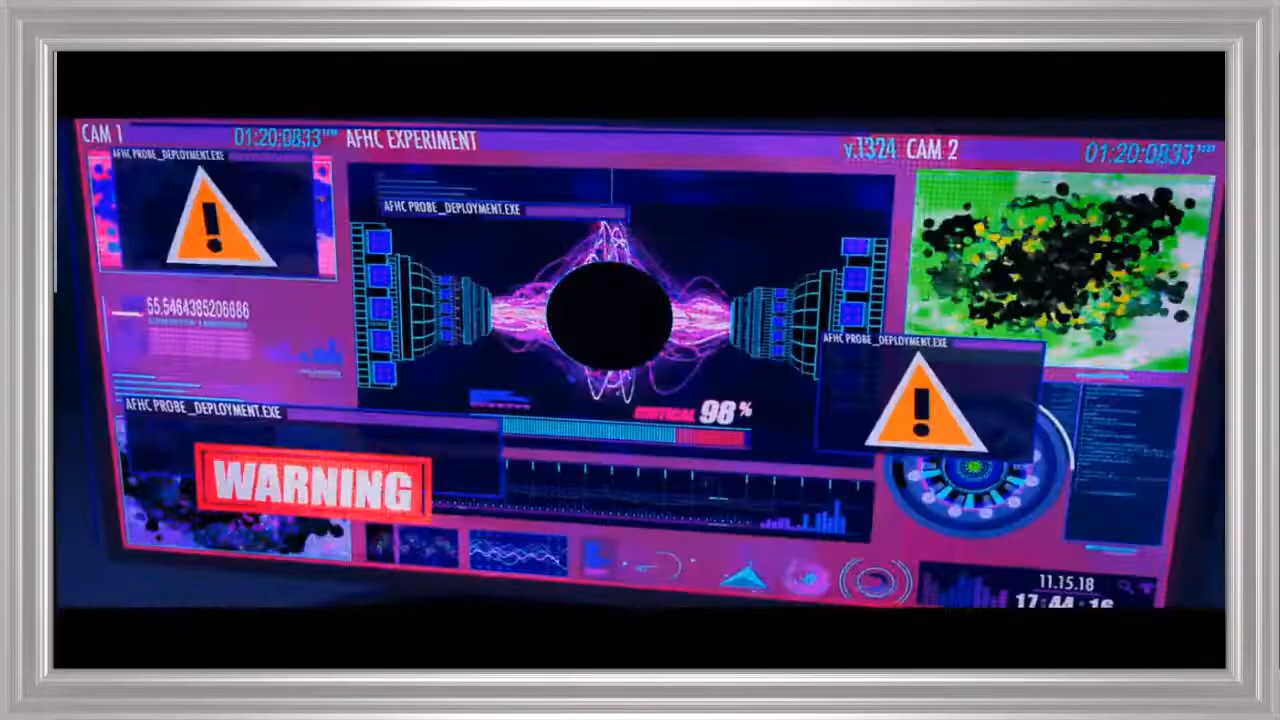 CAM 1
01:20:0833
AFHC EXPERIMENT
v.1324
CAM 2
01:20:0833
AFHC PROBE_DEPLOYMENT.EXE
AFHC PROBE_DEPLOYMENT.EXE
55.5464385206686
AFHC PROBE_DEPLOYMENT.EXE
AFHC PROBE_DEPLOYMENT.EXE
CRITICAL 98%
WARNING
11.15.18
17:44:16